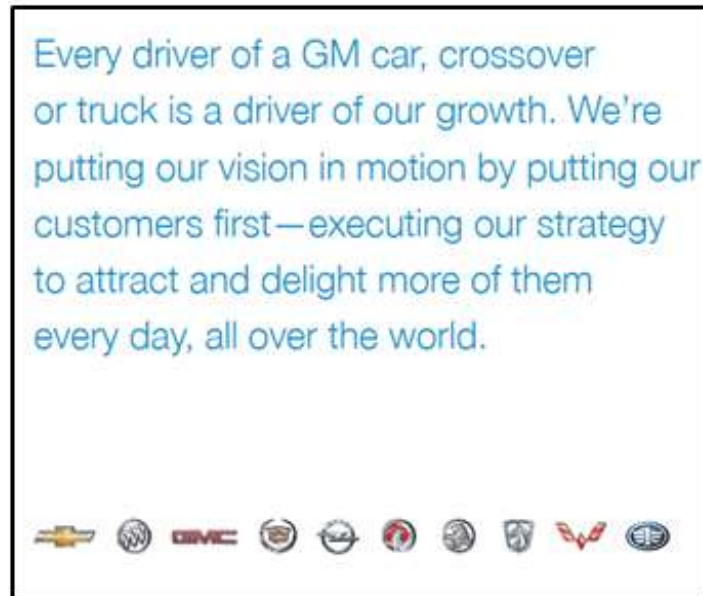 Every driver of a GM car, crossover
or truck is a driver of our growth. We’re
putting our vision in motion by putting our
customers first—executing our strategy
to attract and delight more of them
every day, all over the world.
GMC